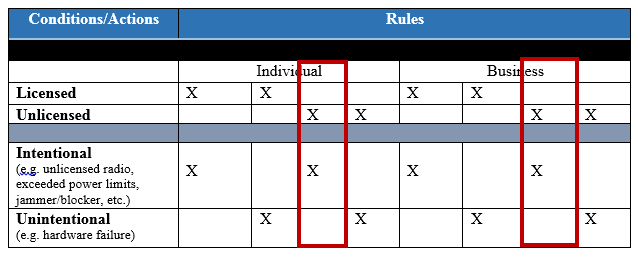 Conditions/Actions Rules
Individual Business
Licensed X X X X
Unlicensed X X X X
Intentional
(e.g. unlicensed radio,
exceeded power limits,
jammer/blocker, etc.) X X X X
Unintentional X X X X
(e.g. hardware failure)